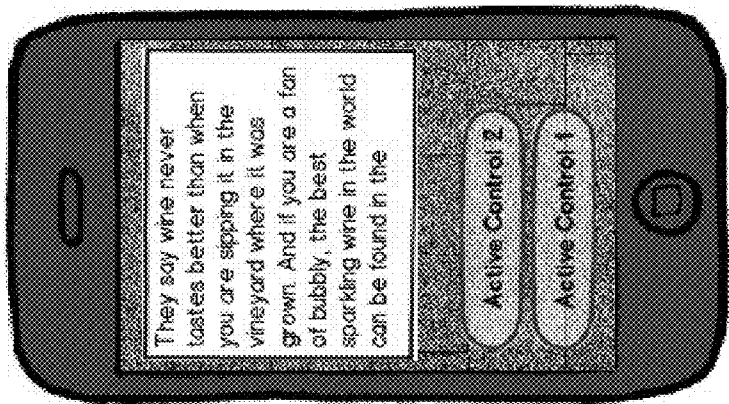 They say wine never
tastes better than when
you are sipping it in the
vineyard where it was
grown. And if you are a fan
of bubbly, the best
sparkling wine in the world
can be found in the
Active Control 2
Active Control 1